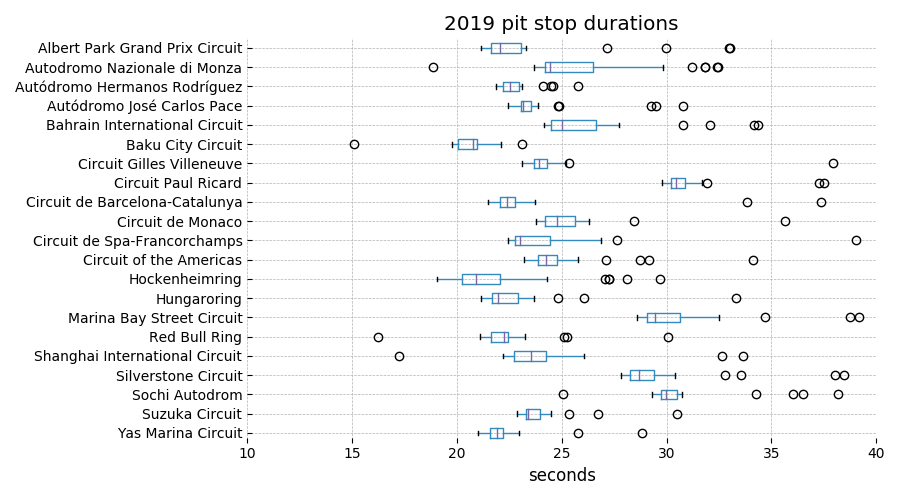 2019 pit stop durations
Albert Park Grand Prix Circuit
Autodromo Nazionale di Monza
Autódromo Hermanos Rodríguez
Autódromo José Carlos Pace
Bahrain International Circuit
Baku City Circuit
Circuit Gilles Villeneuve
Circuit Paul Ricard
Circuit de Barcelona-Catalunya
Circuit de Monaco
Circuit de Spa-Francorchamps
Circuit of the Americas
Hockenheimring
Hungaroring
Marina Bay Street Circuit
Red Bull Ring
Shanghai International Circuit
Silverstone Circuit
Sochi Autodrom
Suzuka Circuit
Yas Marina Circuit
10 15 20 25 30 35 40
seconds